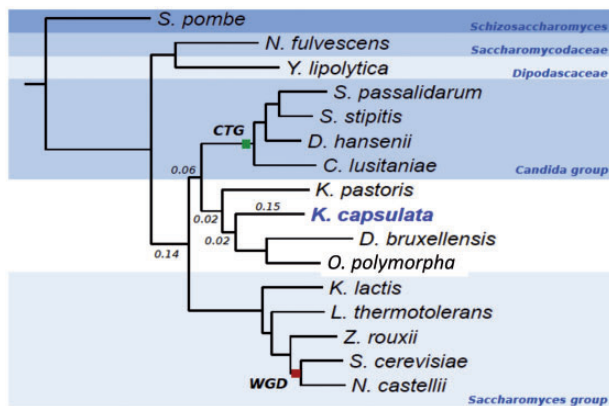 S. pombe
Schizosaccharomyces
N. fulvescens
Saccharomycodaceae
Y. lipolytica
Dipodascaceae
S. passalidarum
S. stipitis
CTG
D. hansenii
C. lusitaniae
Candida group
0.06
K. pastoris
0.02
0.15
K. capsulata
0.02
D. bruxellensis
0.14
O. polymorpha
K. lactis
L. thermotolerans
Z. rouxii
S. cerevisiae
WGD
N. castellii
Saccharomyces group